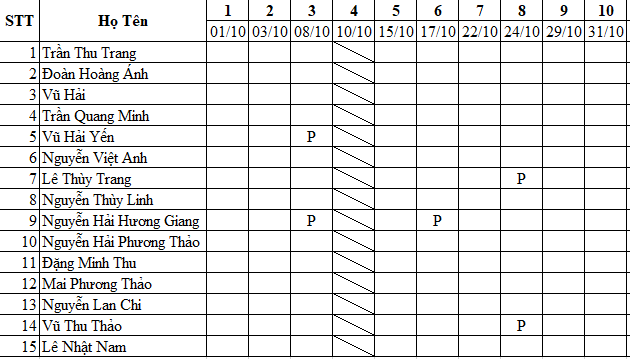 STT Họ Tên 1 2 3 4 5 6 7 8 9 10
01/10 03/10 08/10 10/10 15/10 17/10 22/10 24/10 29/10 31/10
1 Trần Thu Trang
2 Đoàn Hoàng Ánh
3 Vũ Hải
4 Trần Quang Minh
5 Vũ Hải Yến P
6 Nguyễn Việt Anh
7 Lê Thùy Trang P
8 Nguyễn Thùy Linh
9 Nguyễn Hải Hương Giang P P
10 Nguyễn Hải Phương Thảo
11 Đặng Minh Thu
12 Mai Phương Thảo
13 Nguyễn Lan Chi
14 Vũ Thu Thảo P
15 Lê Nhật Nam